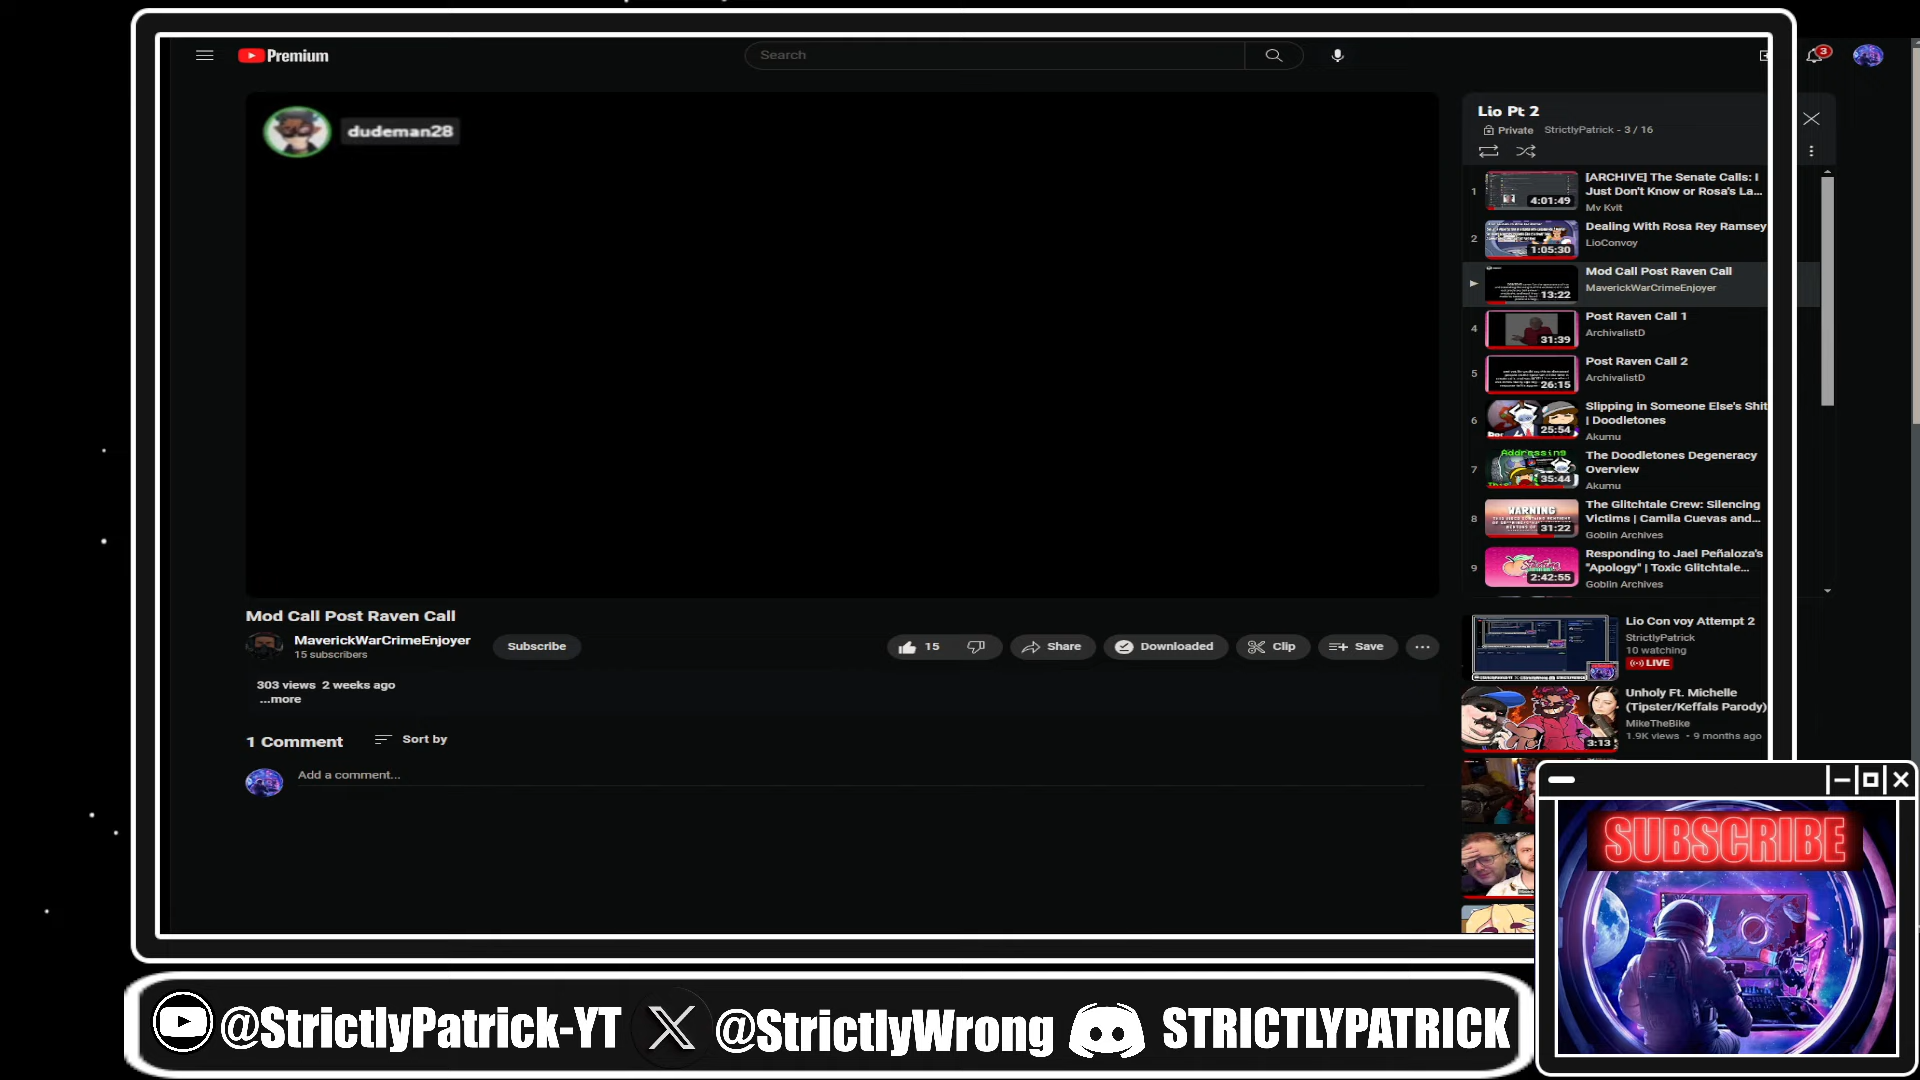 Premium
Search
3
dudeman28
Lio Pt 2
Private StrictlyPatrick - 3 / 16
1
4:01:49
[ARCHIVE] The Senate Calls: I
Just Don't Know or Rosa's La...
Mv Kvit
2
1:05:30
Dealing With Rosa Rey Ramsey
LioConvoy
13:22
Mod Call Post Raven Call
MaverickWarCrimeEnjoyer
4
31:39
Post Raven Call 1
ArchivalistD
5
26:15
Post Raven Call 2
ArchivalistD
6
25:54
Slipping in Someone Else's Shit
| Doodletones
Akumu
7
Addressing
35:44
The Doodletones Degeneracy
Overview
Akumu
8
WARNING
31:22
The Glitchtale Crew: Silencing
Victims | Camila Cuevas and...
Goblin Archives
9
2:42:55
Responding to Jael Peñaloza's
"Apology" | Toxic Glitchtale...
Goblin Archives
Mod Call Post Raven Call
MaverickWarCrimeEnjoyer
15 subscribers
Subscribe
15
Share
Downloaded
Clip
Save
303 views 2 weeks ago
...more
1 Comment
Sort by
Add a comment...
Lio Con voy Attempt 2
StrictlyPatrick
10 watching
LIVE
Unholy Ft. Michelle
(Tipster/Keffals Parody)
MikeTheBike
1.9K views • 9 months ago
3:13
SUBSCRIBE
@StrictlyPatrick-YT
@StrictlyWrong
STRICTLYPATRICK